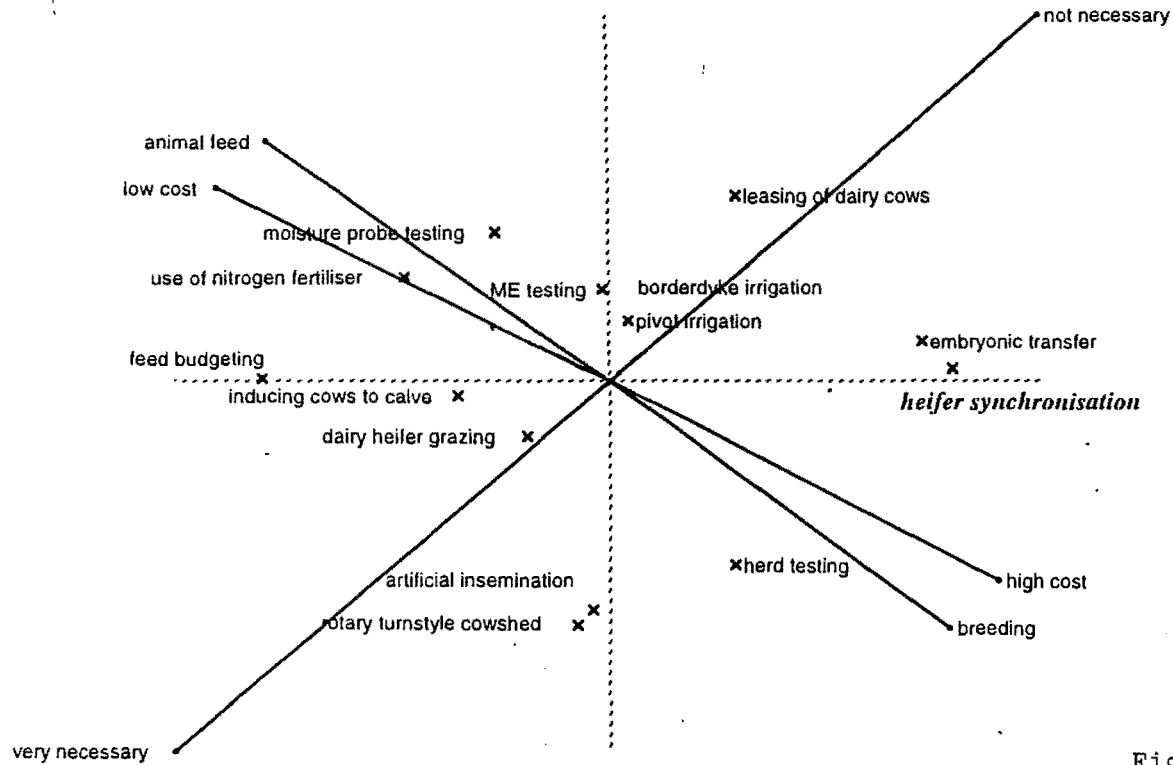 not necessary
animal feed
low cost
leasing of dairy cows
moisture probe testing
use of nitrogen fertiliser
ME testing
borderdyke irrigation
pivot irrigation
embryonic transfer
feed budgeting
inducing cows to calve
heifer synchronisation
dairy heifer grazing
herd testing
artificial insemination
high cost
rotary turnstyle cowshed
breeding
very necessary
Fig